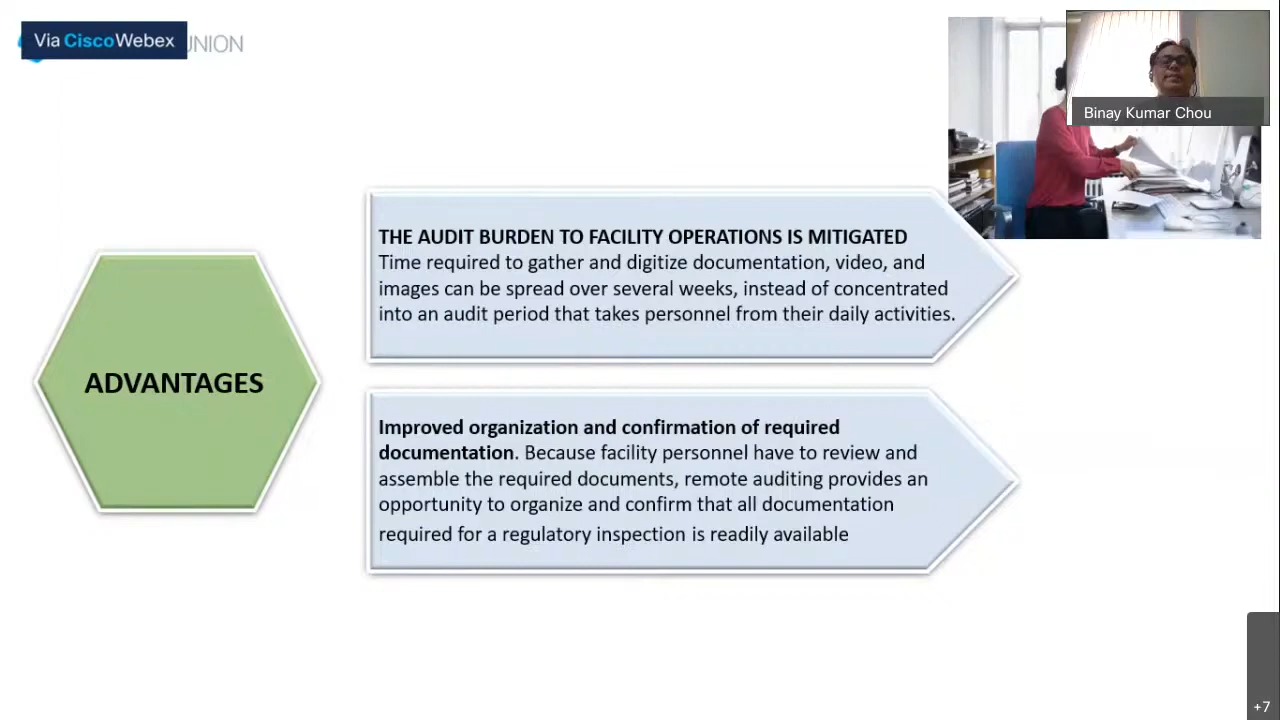 Via CiscoWebex
UNION
Binay Kumar Chou
THE AUDIT BURDEN TO FACILITY OPERATIONS IS MITIGATED
Time required to gather and digitize documentation, video, and
images can be spread over several weeks, instead of concentrated
into an audit period that takes personnel from their daily activities.
ADVANTAGES
Improved organization and confirmation of required
documentation. Because facility personnel have to review and
assemble the required documents, remote auditing provides an
opportunity to organize and confirm that all documentation
required for a regulatory inspection is readily available
+7